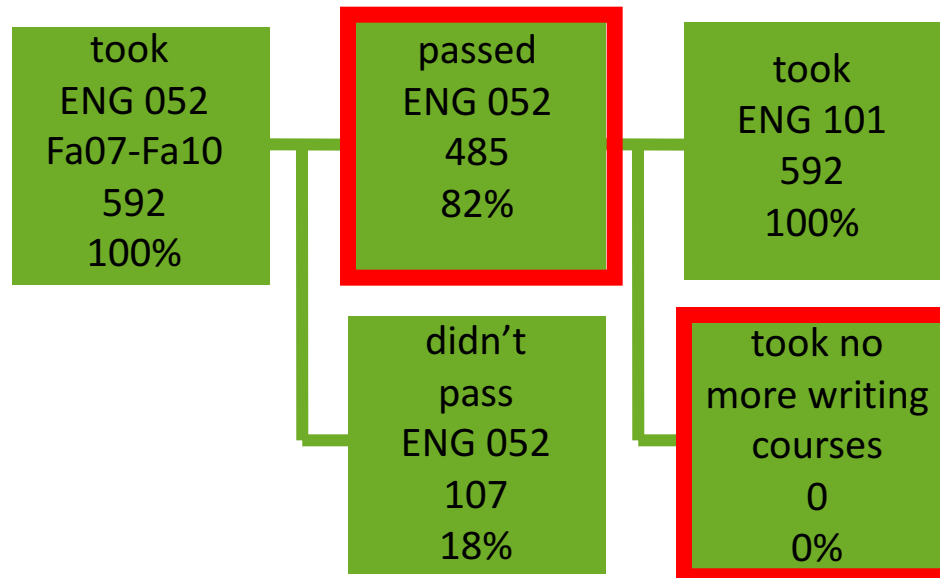 took
ENG 052
Fa07-Fa10
592
100%
passed
ENG 052
485
82%
took
ENG 101
592
100%
didn’t
pass
ENG 052
107
18%
took no
more writing
courses
0
0%